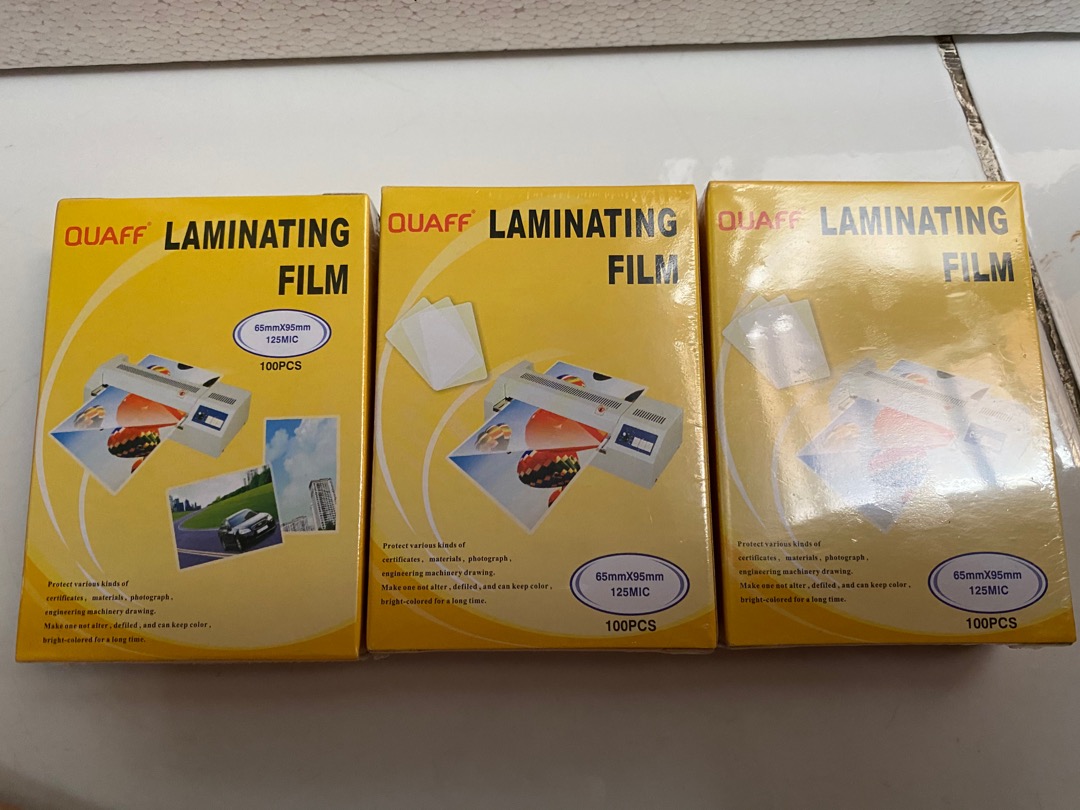 QUAFF® LAMINATING
FILM
65mmX95mm
125MIC
100PCS
Protect various kinds of
certificates, materials, photograph,
engineering machinery drawing.
Make one not alter, defiled, and can keep color,
bright-colored for a long time.
QUAFF® LAMINATING
FILM
Protect various kinds of
certificates, materials, photograph,
engineering machinery drawing.
Make one not alter, defiled, and can keep color,
bright-colored for a long time.
65mmX95mm
125MIC
100PCS
QUAFF LAMINATING
FILM
Protect various kinds of
certificates, materials, photograph,
engineering machinery drawing.
Make one not alter, defiled, and can keep color,
bright-colored for a long time.
65mmX95mm
125MIC
100PCS